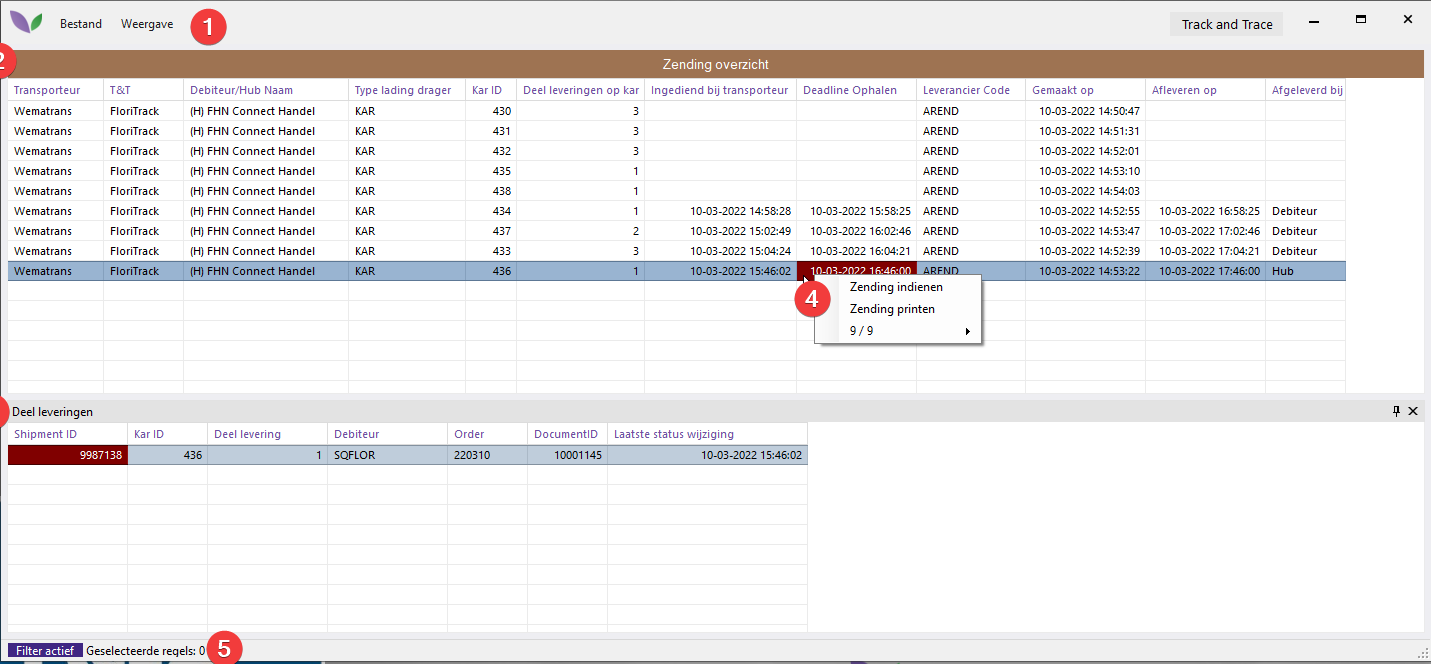 Bestand Weergave 1 Track and Trace
2 Zending overzicht
Transporteur T&T Debiteur/Hub Naam Type lading drager Kar ID Deel leveringen op kar Ingediend bij transporteur Deadline Ophalen Leverancier Code Gemaakt op Afleveren op Afgeleverd bij
Wematrans FloriTrack (H) FHN Connect Handel KAR 430 3 AREND 10-03-2022 14:50:47
Wematrans FloriTrack (H) FHN Connect Handel KAR 431 3 AREND 10-03-2022 14:51:31
Wematrans FloriTrack (H) FHN Connect Handel KAR 432 3 AREND 10-03-2022 14:52:01
Wematrans FloriTrack (H) FHN Connect Handel KAR 435 1 AREND 10-03-2022 14:53:10
Wematrans FloriTrack (H) FHN Connect Handel KAR 438 1 AREND 10-03-2022 14:54:03
Wematrans FloriTrack (H) FHN Connect Handel KAR 434 1 10-03-2022 14:58:28 10-03-2022 15:58:25 AREND 10-03-2022 14:52:55 10-03-2022 16:58:25 Debiteur
Wematrans FloriTrack (H) FHN Connect Handel KAR 437 2 10-03-2022 15:02:49 10-03-2022 16:02:46 AREND 10-03-2022 14:53:47 10-03-2022 17:02:46 Debiteur
Wematrans FloriTrack (H) FHN Connect Handel KAR 433 3 10-03-2022 15:04:24 10-03-2022 16:04:21 AREND 10-03-2022 14:52:39 10-03-2022 17:04:21 Debiteur
Wematrans FloriTrack (H) FHN Connect Handel KAR 436 1 10-03-2022 15:46:02 10-03-2022 16:46:00 AREND 10-03-2022 14:53:22 10-03-2022 17:46:00 Hub
4 Zending indienen
Zending printen
9 / 9
Deel leveringen
Shipment ID Kar ID Deel levering Debiteur Order DocumentID Laatste status wijziging
9987138 436 1 SQFLOR 220310 10001145 10-03-2022 15:46:02
Filter actief Geselecteerde regels: 0 5